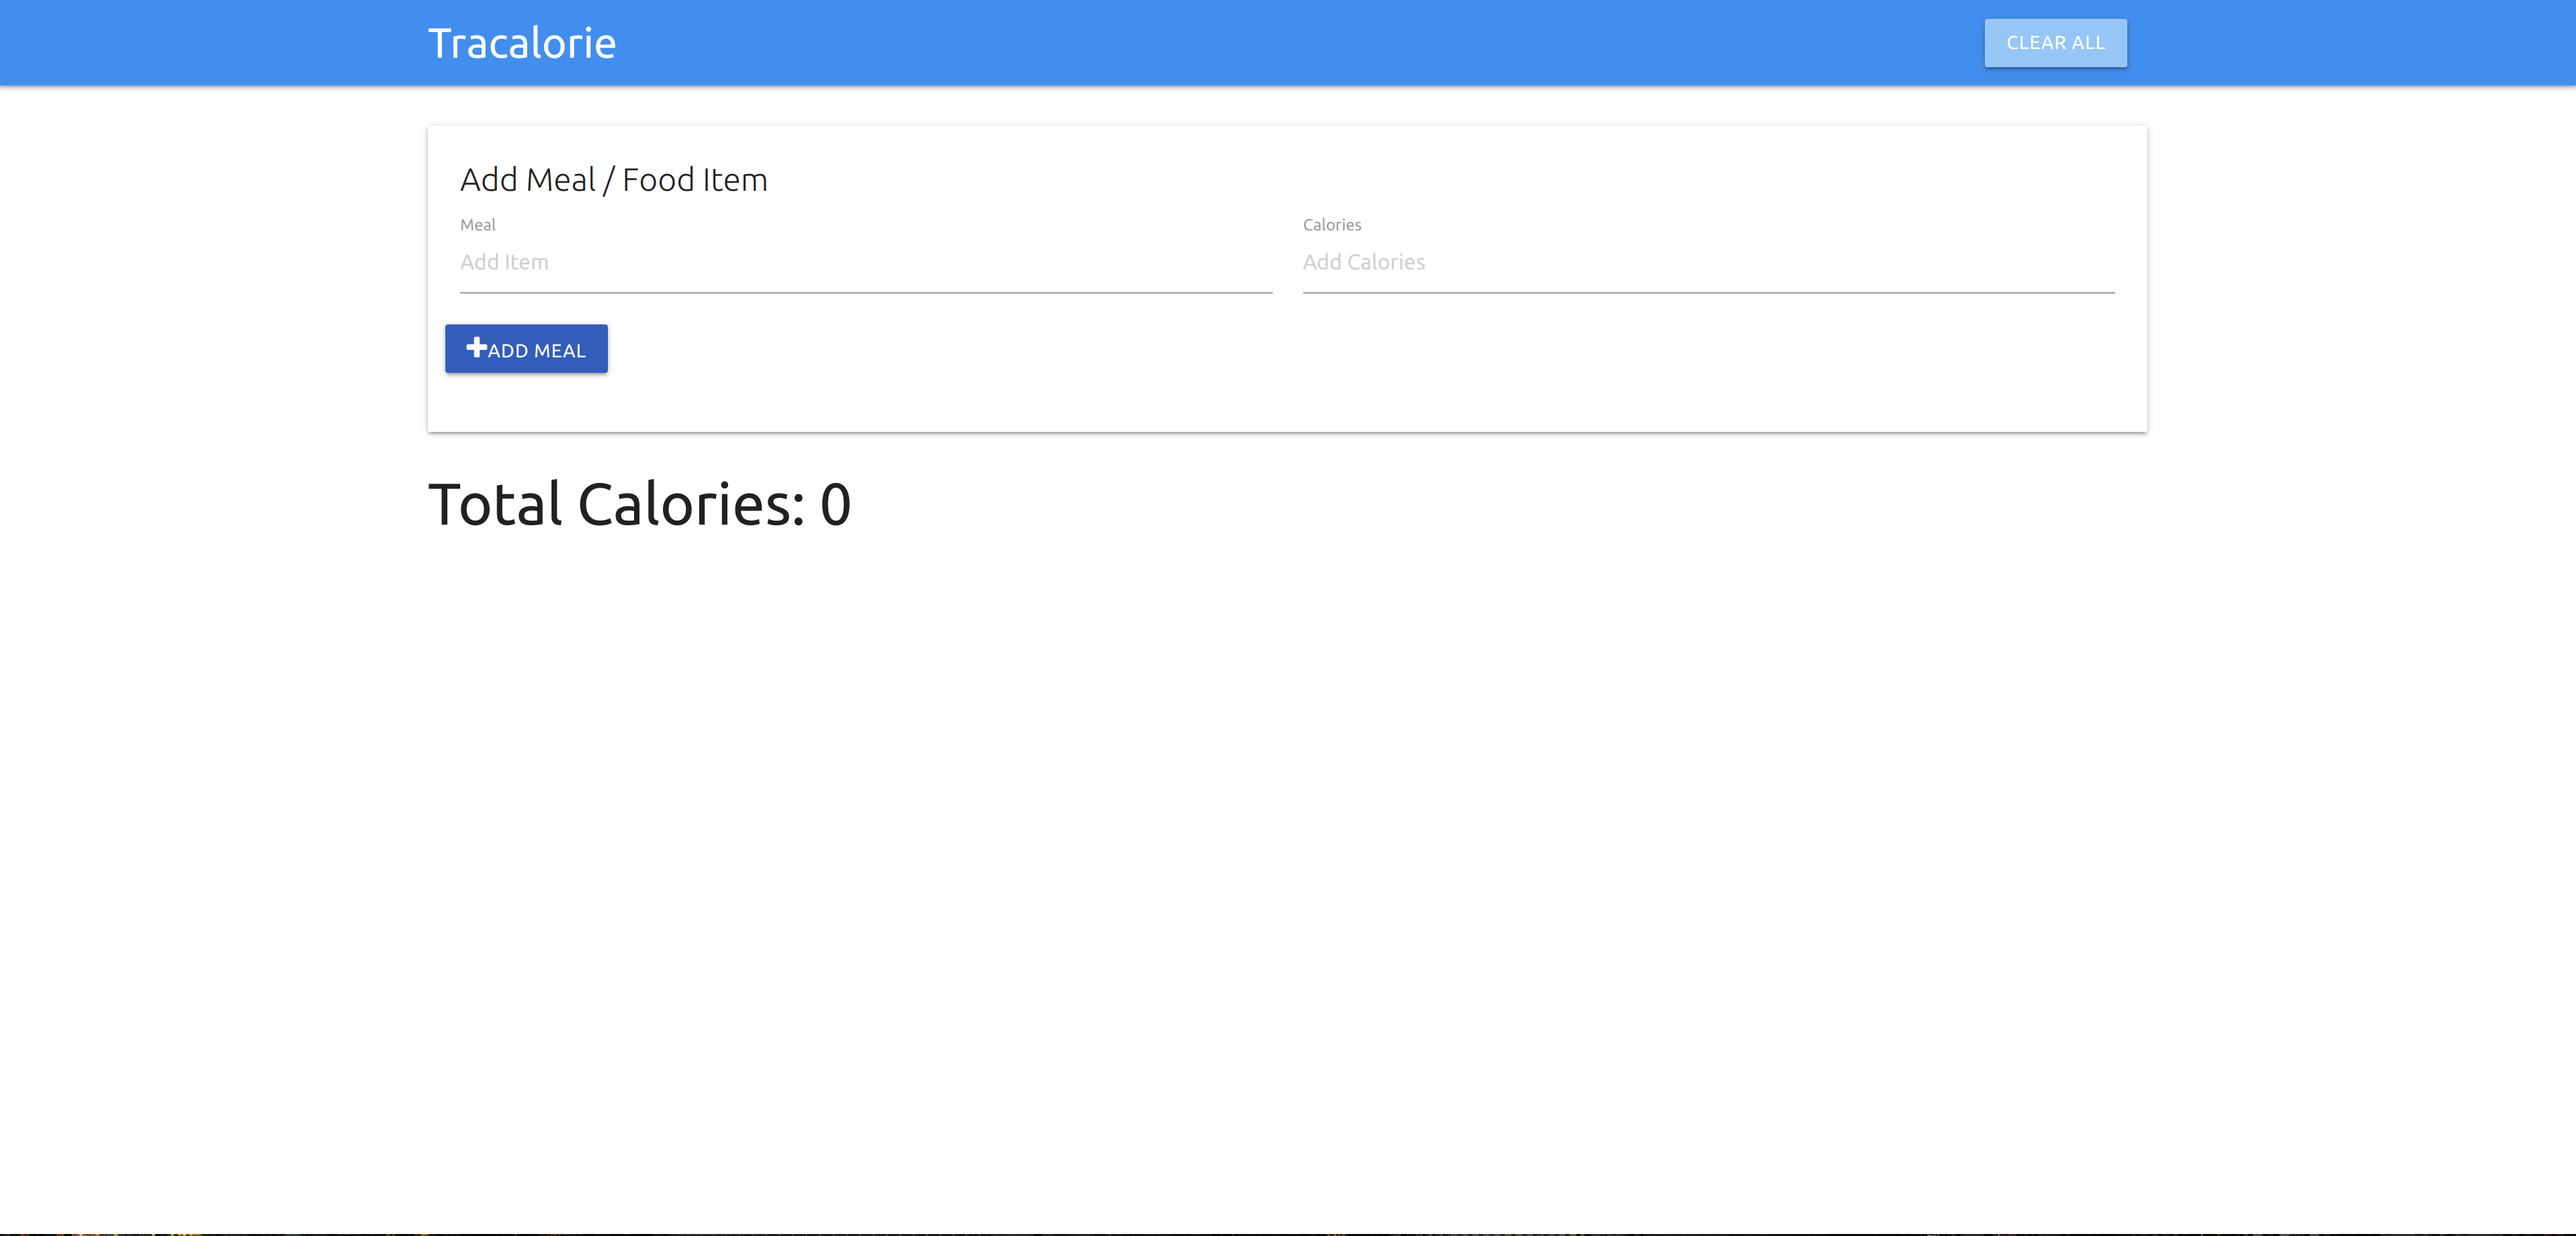 Tracalorie
CLEAR ALL
Add Meal / Food Item
Meal
Calories
Add Item
Add Calories
ADD MEAL
Total Calories: 0